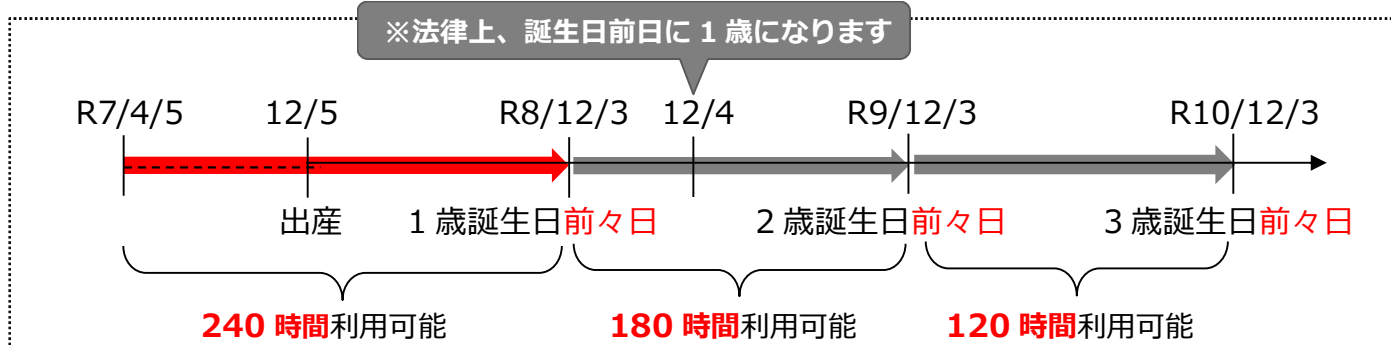 ※法律上、誕生日前日に 1 歳になります
R7/4/5 12/5 R8/12/3 12/4 R9/12/3 R10/12/3
出産 1 歳誕生日前々日 2 歳誕生日前々日 3 歳誕生日前々日
240 時間利用可能 180 時間利用可能 120 時間利用可能